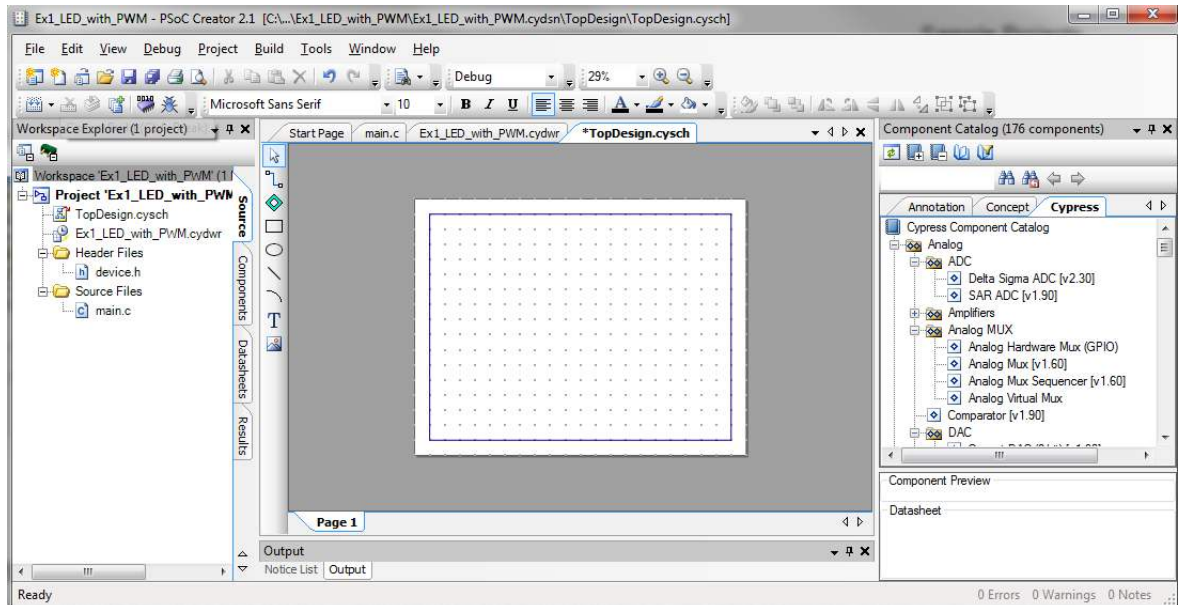 Ex1_LED_with_PWM - PSoC Creator 2.1 [C:\...\Ex1_LED_with_PWM\Ex1_LED_with_PWM.cydsn\TopDesign\TopDesign.cysch]
File Edit View Debug Project Build Tools Window Help
Debug 29%
Microsoft Sans Serif 10 B I U A
Workspace Explorer (1 project)
Workspace 'Ex1_LED_with_PWM' (1
Project 'Ex1_LED_with_PWM
TopDesign.cysch
Ex1_LED_with_PWM.cydwr
Header Files
device.h
Source Files
main.c
Source
Components
Datasheets
Results
Start Page main.c Ex1_LED_with_PWM.cydwr *TopDesign.cysch
T
Page 1
Output
Notice List Output
Component Catalog (176 components)
Annotation Concept Cypress
Cypress Component Catalog
Analog
ADC
Delta Sigma ADC [v2.30]
SAR ADC [v1.90]
Amplifiers
Analog MUX
Analog Hardware Mux (GPIO)
Analog Mux [v1.60]
Analog Mux Sequencer [v1.60]
Analog Virtual Mux
Comparator [v1.90]
DAC
Component Preview
Datasheet
Ready
0 Errors 0 Warnings 0 Notes